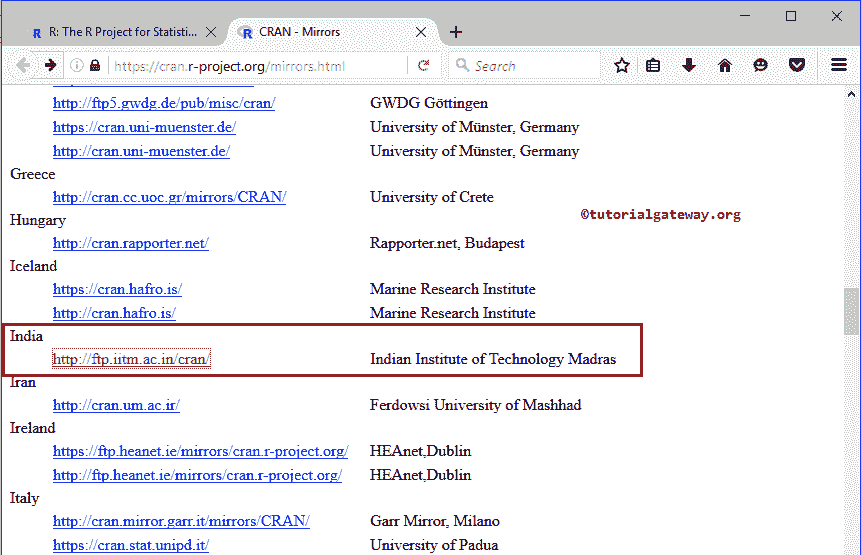 R: The R Project for Statisti...
CRAN - Mirrors
https://cran.r-project.org/mirrors.html
Search
http://ftp5.gwdg.de/pub/misc/cran/ GWDG Göttingen
https://cran.uni-muenster.de/ University of Münster, Germany
http://cran.uni-muenster.de/ University of Münster, Germany
Greece
http://cran.cc.uoc.gr/mirrors/CRAN/ University of Crete
©tutorialgateway.org
Hungary
http://cran.rapporter.net/ Rapporter.net, Budapest
Iceland
https://cran.hafro.is/ Marine Research Institute
http://cran.hafro.is/ Marine Research Institute
India
http://ftp.iitm.ac.in/cran/ Indian Institute of Technology Madras
Iran
http://cran.um.ac.ir/ Ferdowsi University of Mashhad
Ireland
https://ftp.heanet.ie/mirrors/cran.r-project.org/ HEAnet,Dublin
http://ftp.heanet.ie/mirrors/cran.r-project.org/ HEAnet,Dublin
Italy
http://cran.mirror.garr.it/mirrors/CRAN/ Garr Mirror, Milano
http://cran.stat.unipd.it/ University of Padua